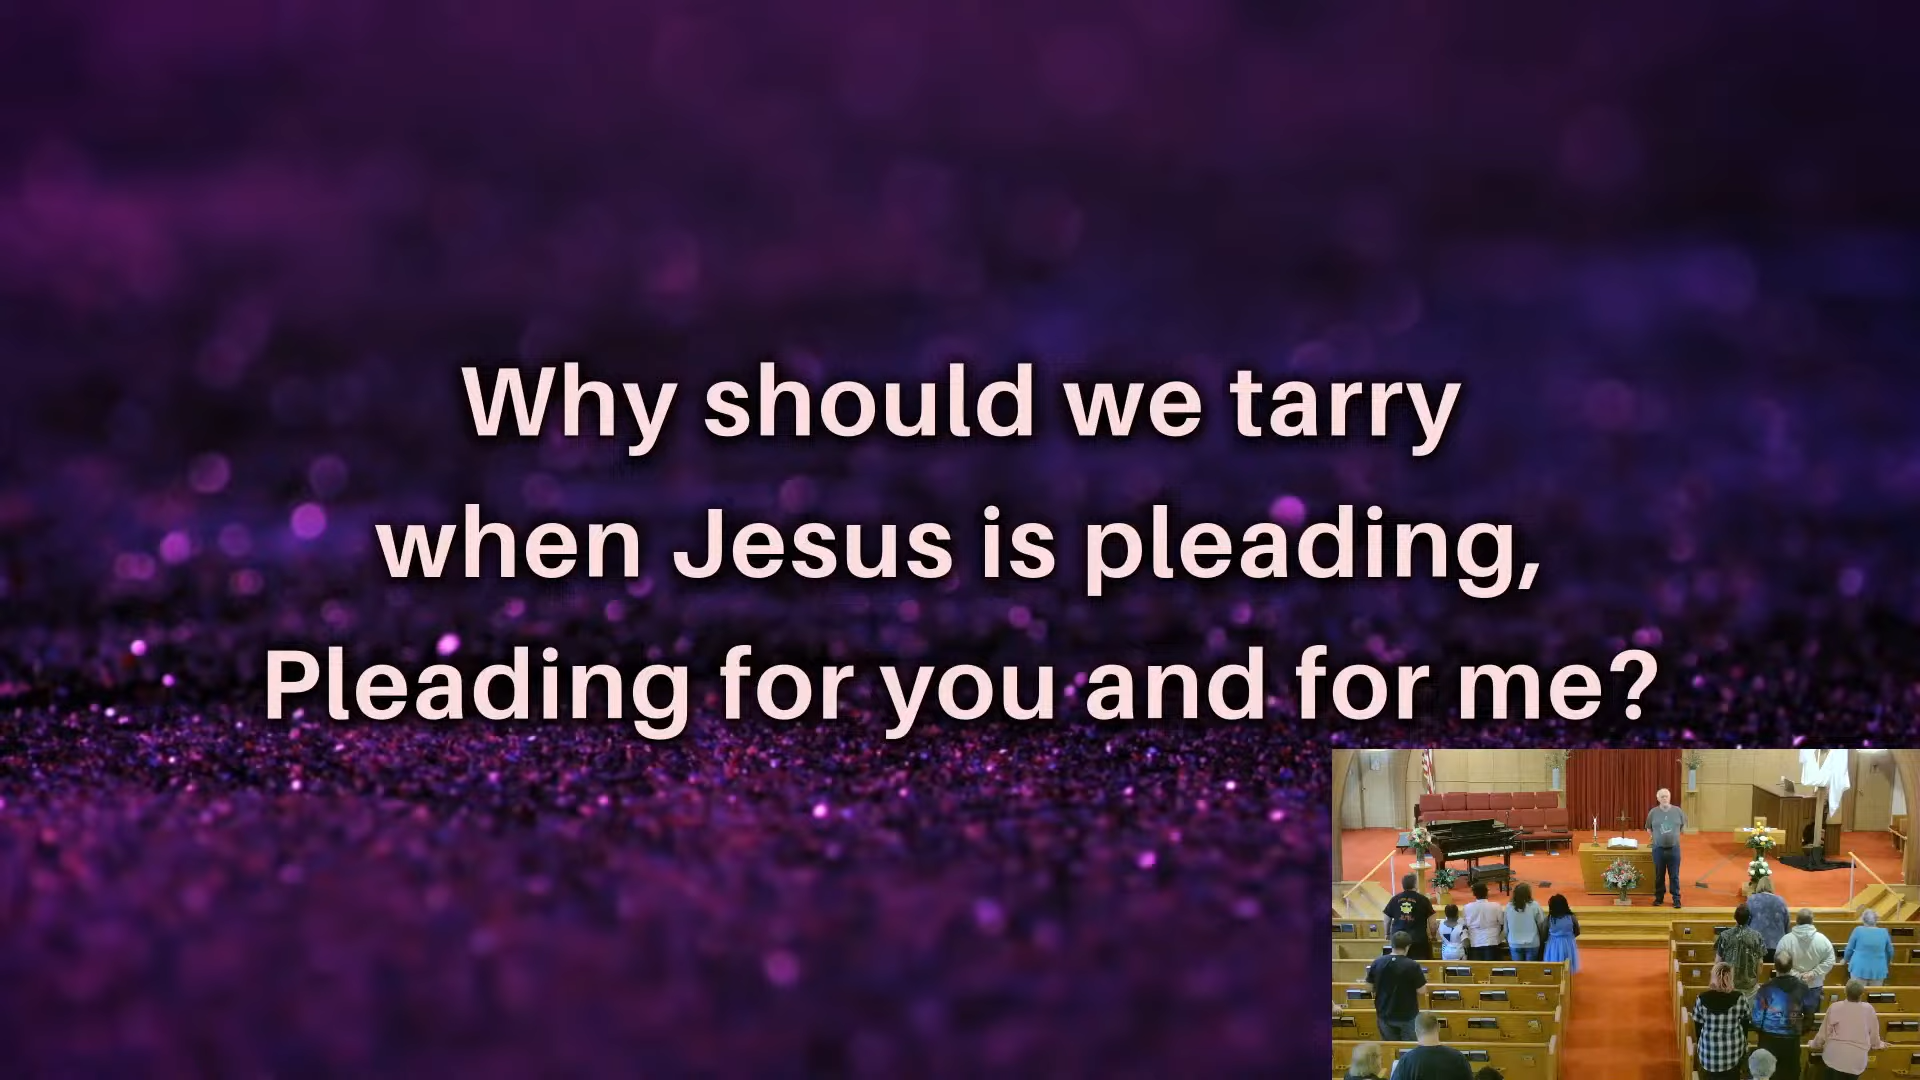 Why should we tarry
when Jesus is pleading,
Pleading for you and for me?